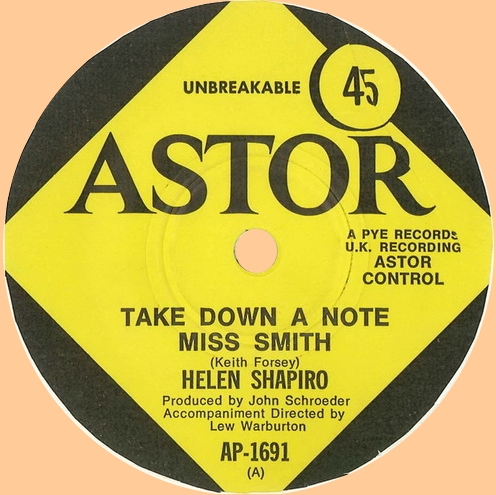 UNBREAKABLE
45
ASTOR
A PYE RECORDS
U.K. RECORDING
ASTOR
CONTROL
TAKE DOWN A NOTE
MISS SMITH
(Keith Forsey)
HELEN SHAPIRO
Produced by John Schroeder
Accompaniment Directed by
Lew Warburton
AP-1691
(A)